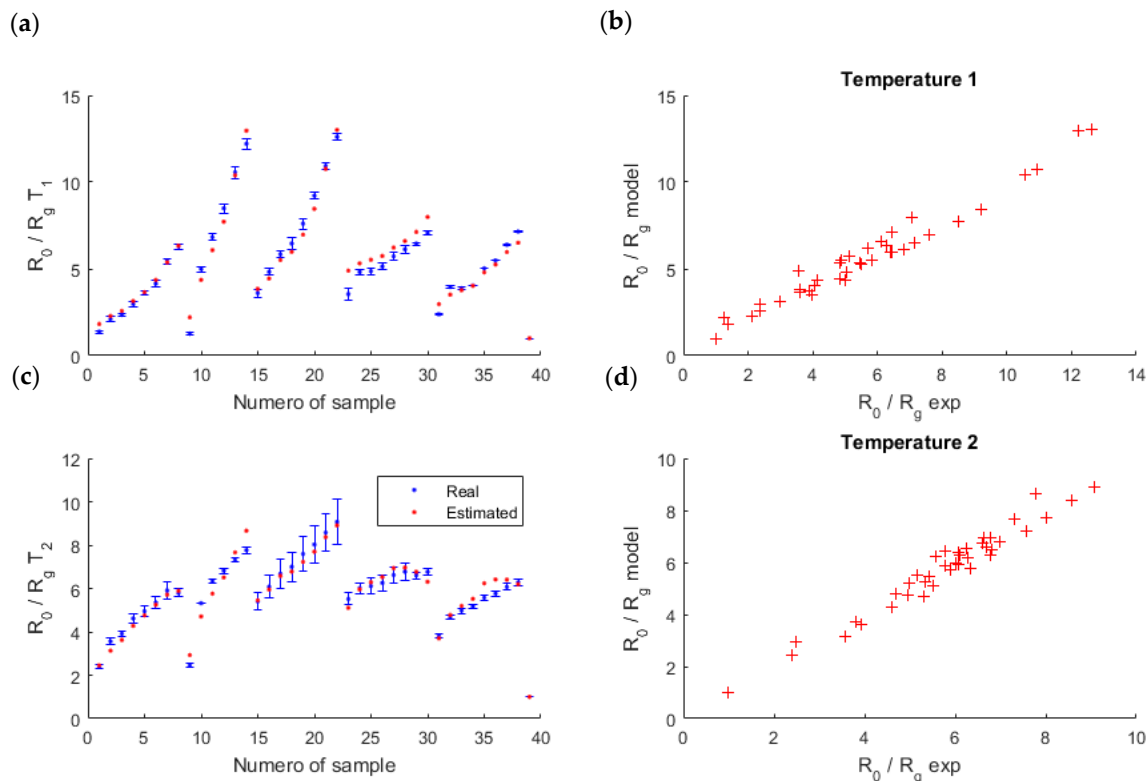 (a)
15
10
5
0
R0 / Rg T1
0 5 10 15 20 25 30 35 40
Numero of sample
(b)
Temperature 1
15
10
5
0
R0 / Rg model
0 2 4 6 8 10 12 14
R0 / Rg exp
(c)
12
10
8
6
4
2
0
R0 / Rg T2
Real
Estimated
0 5 10 15 20 25 30 35 40
Numero of sample
(d)
Temperature 2
10
8
6
4
2
0
R0 / Rg model
0 2 4 6 8 10
R0 / Rg exp